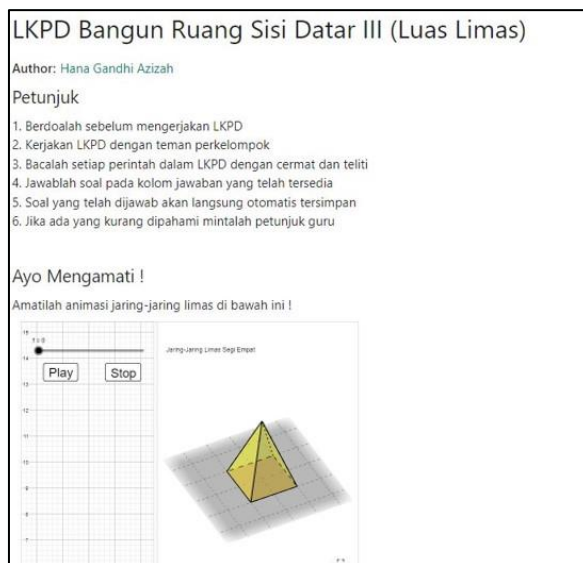 LKPD Bangun Ruang Sisi Datar III (Luas Limas)
Author: Hana Gandhi Azizah
Petunjuk
1. Berdoalah sebelum mengerjakan LKPD
2. Kerjakan LKPD dengan teman perkelompok
3. Bacalah setiap perintah dalam LKPD dengan cermat dan teliti
4. Jawablah soal pada kolom jawaban yang telah tersedia
5. Soal yang telah dijawab akan langsung otomatis tersimpan
6. Jika ada yang kurang dipahami mintalah petunjuk guru
Ayo Mengamati !
Amatilah animasi jaring-jaring limas di bawah ini !
Jaring-Jaring Limas Segi Empat
Play Stop